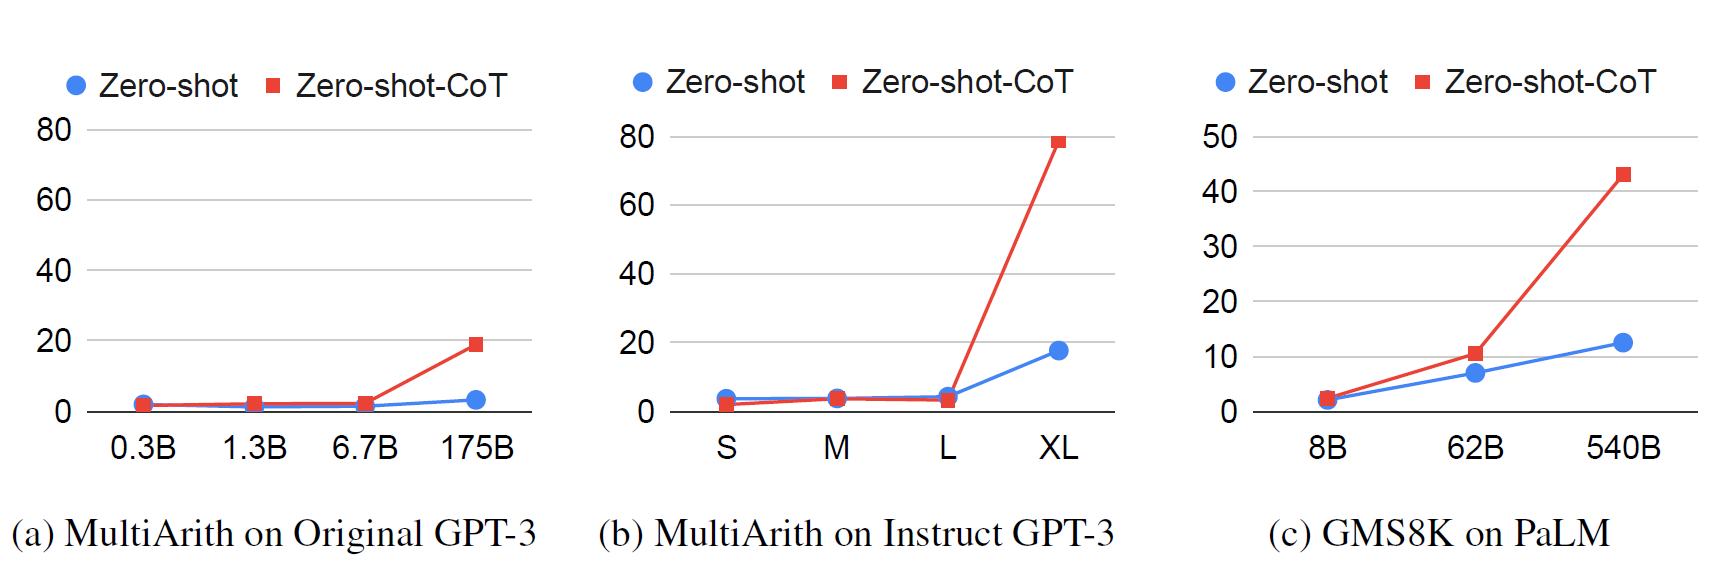 Zero-shot Zero-shot-CoT
80
60
40
20
0
0.3B 1.3B 6.7B 175B
(a) MultiArith on Original GPT-3
Zero-shot Zero-shot-CoT
80
60
40
20
0
S M L XL
(b) MultiArith on Instruct GPT-3
Zero-shot Zero-shot-CoT
50
40
30
20
10
0
8B 62B 540B
(c) GMS8K on PaLM